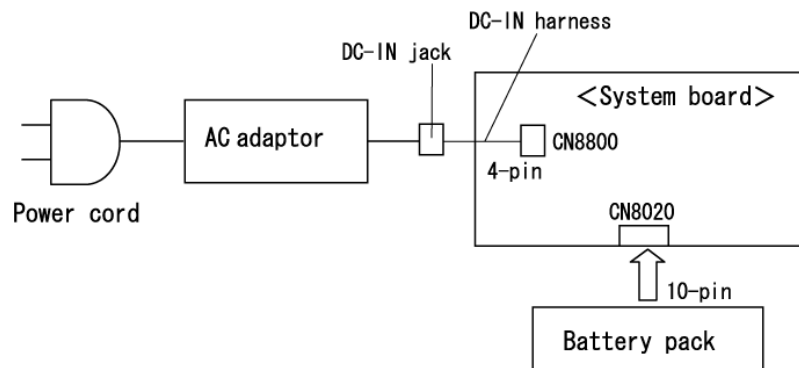 DC-IN harness
DC-IN jack
<System board>
AC adaptor
CN8800
4-pin
Power cord
CN8020
10-pin
Battery pack